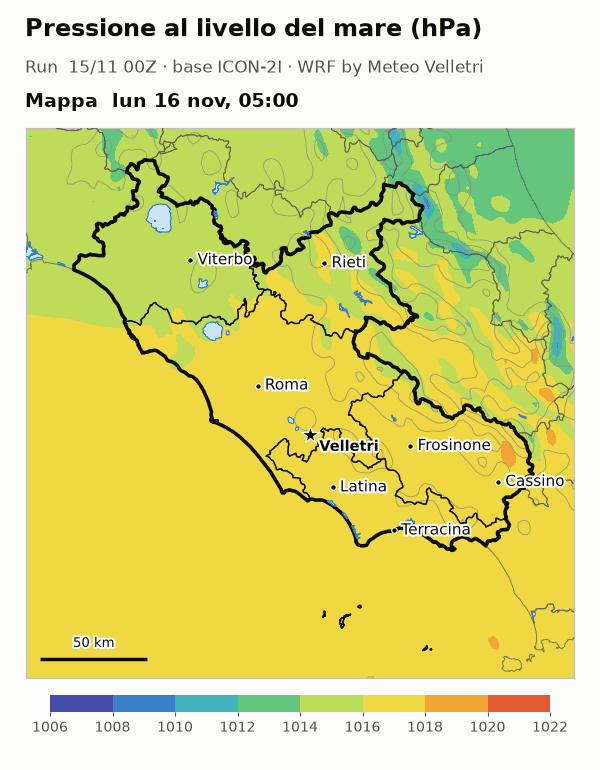 Pressione al livello del mare (hPa)
Run  15/11 00Z · base ICON-2I · WRF by Meteo Velletri
Mappa  lun 16 nov, 05:00
Viterbo
Rieti
Roma
Velletri
Frosinone
Latina
Cassino
Terracina
50 km
1006 1008 1010 1012 1014 1016 1018 1020 1022